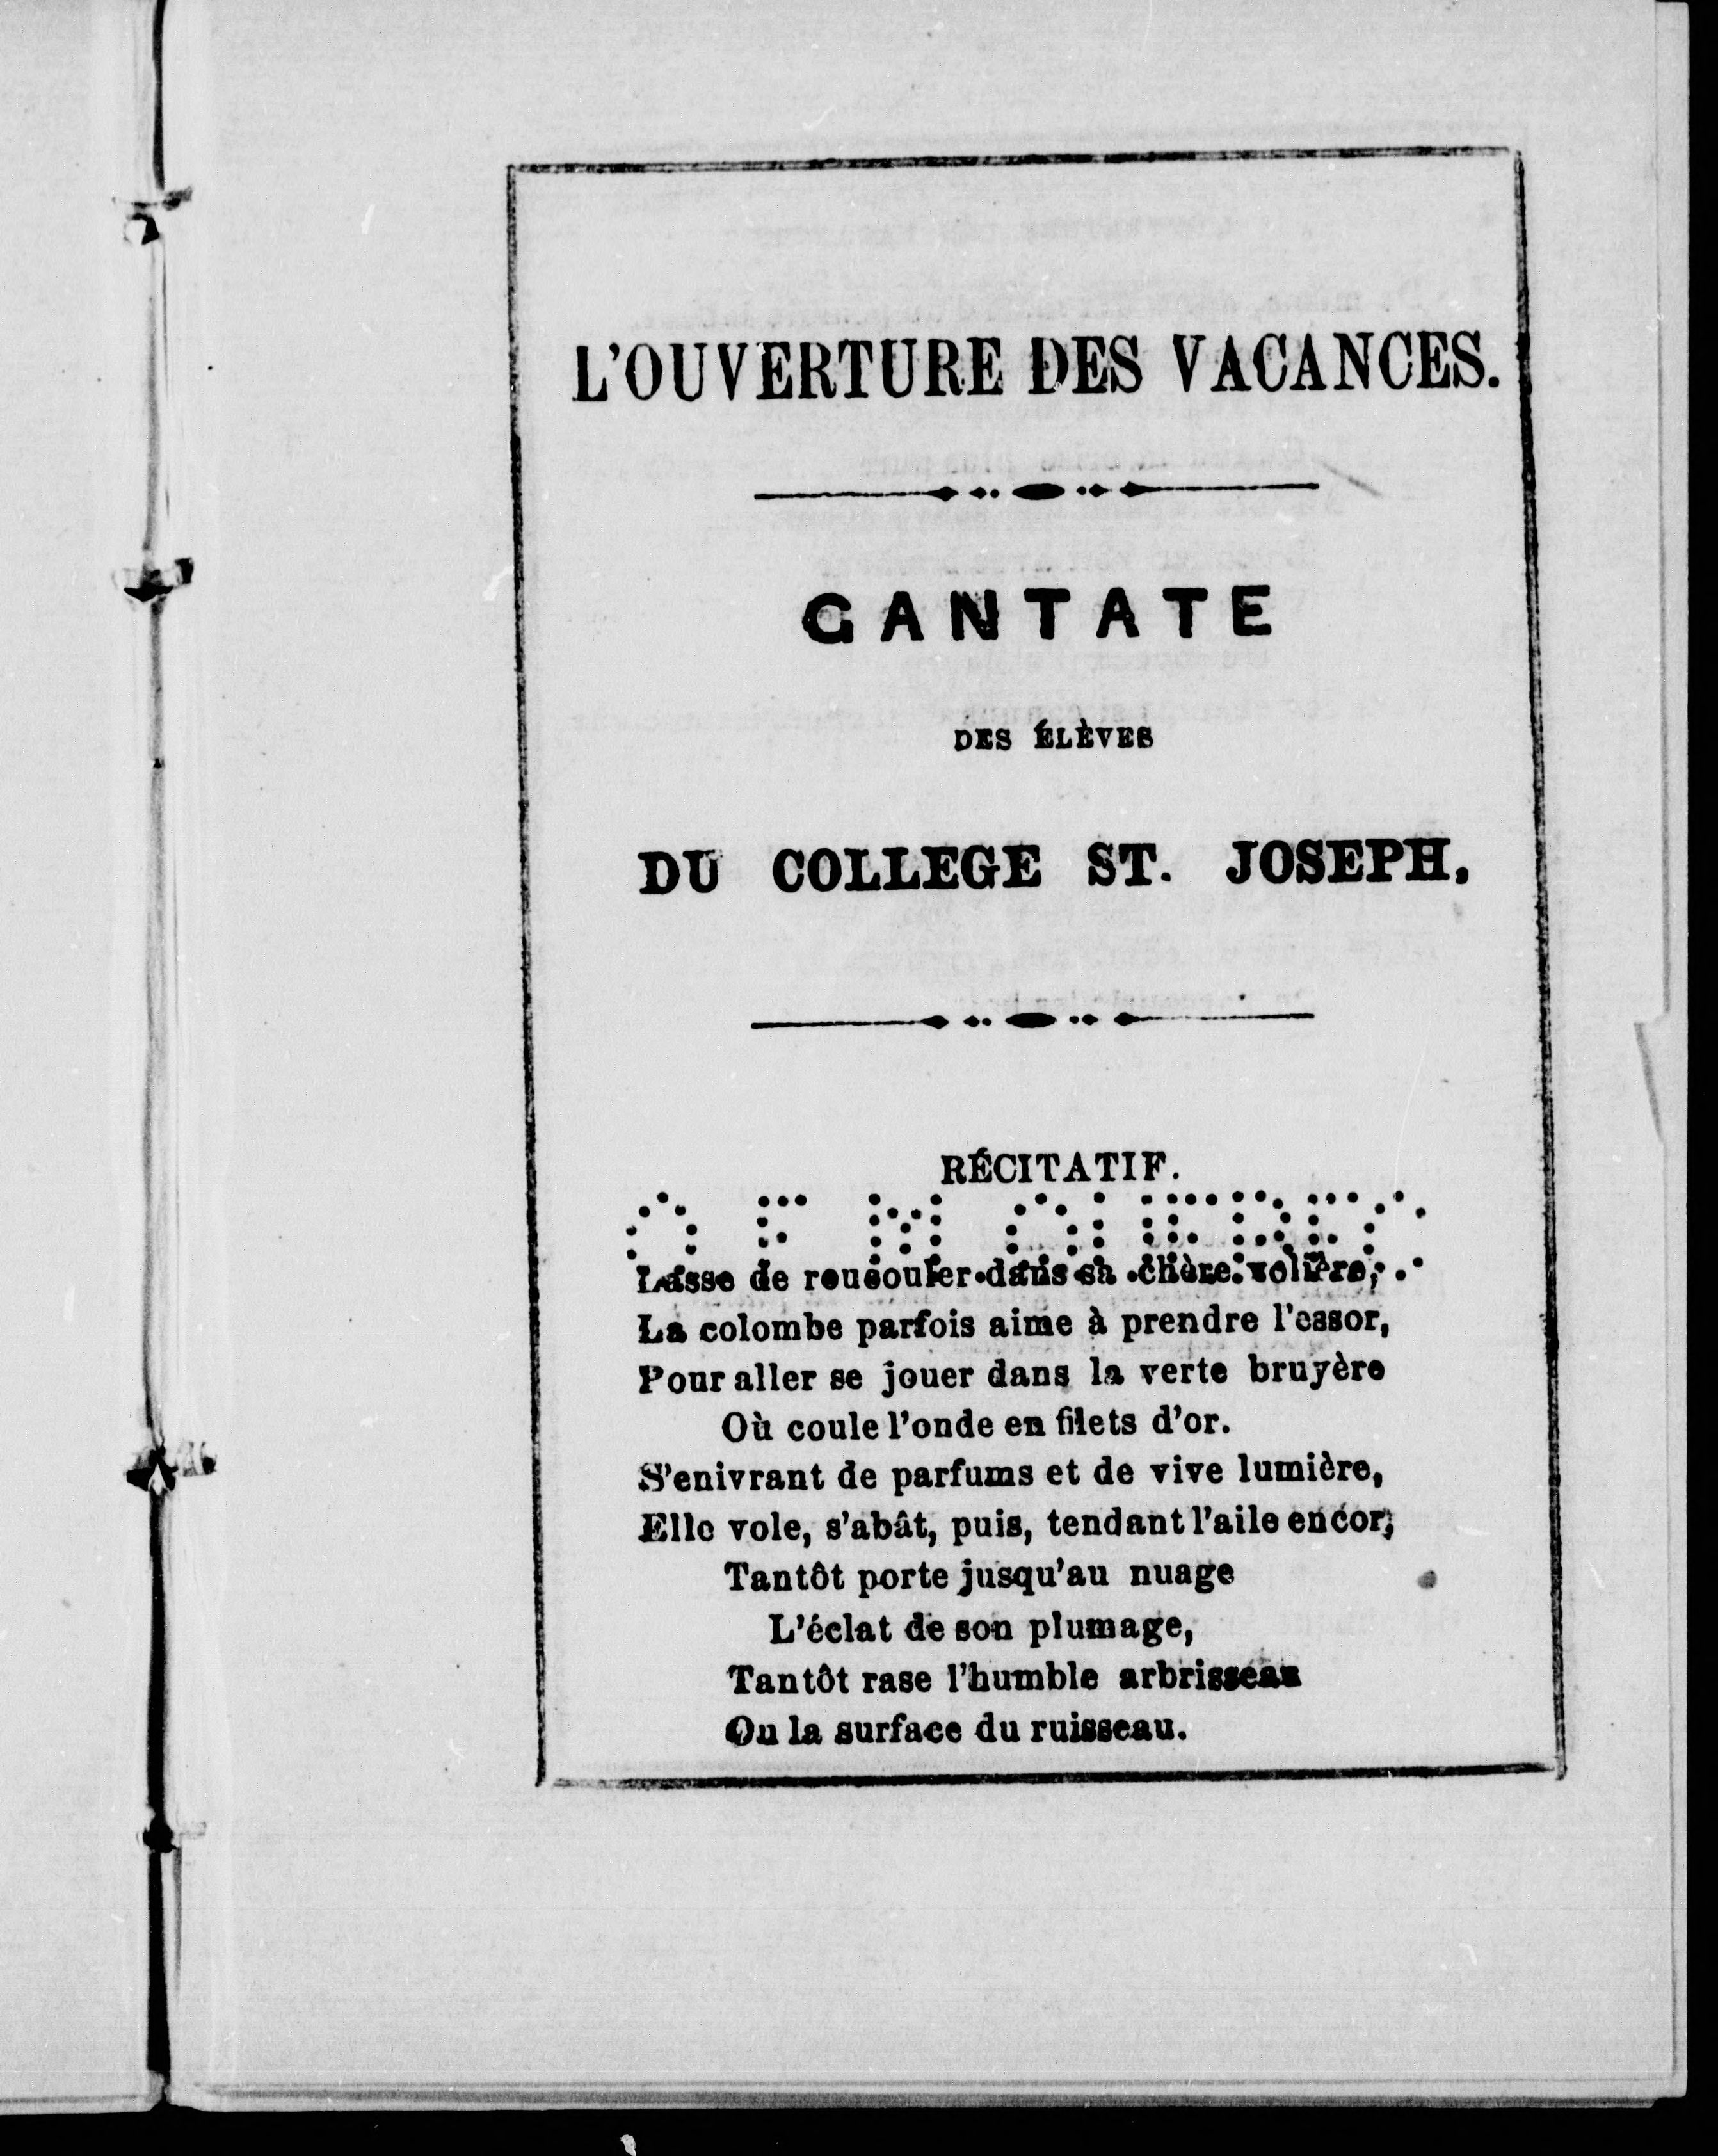 L'OUVERTURE DES VACANCES.
CANTATE
DES ÉLÈVES
DU COLLEGE ST. JOSEPH.
RÉCITATIF.
O F M QUEBEC
Lasse de roucouler dans sa chère volière,
La colombe parfois aime à prendre l'essor,
Pour aller se jouer dans la verte bruyère
Où coule l'onde en filets d'or.
S'enivrant de parfums et de vive lumière,
Elle vole, s'abât, puis, tendant l'aile encor,
Tantôt porte jusqu'au nuage
L'éclat de son plumage,
Tantôt rase l'humble arbrisseau
Ou la surface du ruisseau.